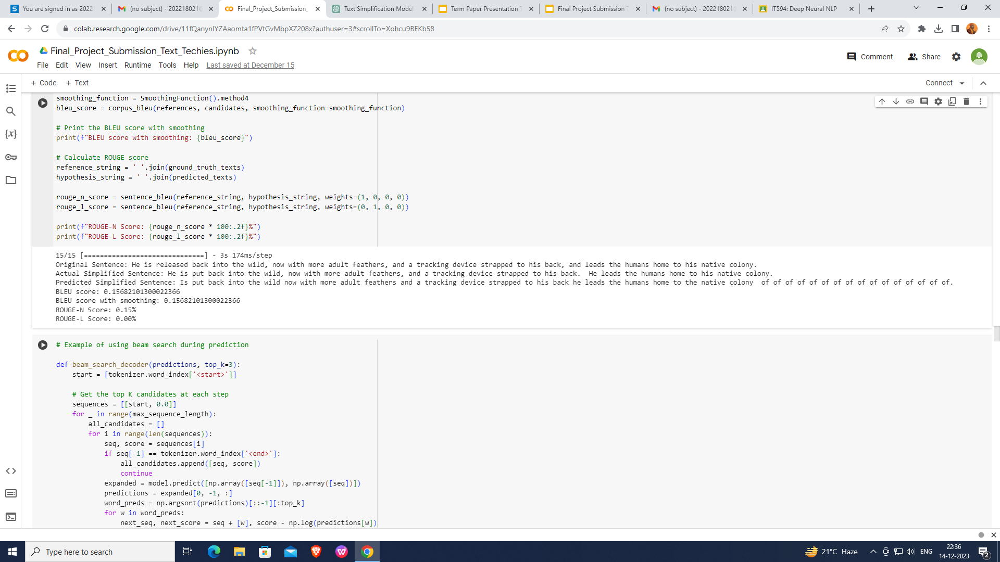 You are signed in as 2022
(no subject) - 202218021
Final_Project_Submission_
Text Simplification Model
Term Paper Presentation
Final Project Submission
(no subject) - 202218021
IT594: Deep Neural NLP
colab.research.google.com/drive/11fQanynlYZAaomta1fPVtGvMbpXZ208x?authuser=3#scrollTo=Xohcu9BEKb58
Final_Project_Submission_Text_Techies.ipynb
Comment
Share
File Edit View Insert Runtime Tools Help Last saved at December 15
+ Code + Text
Connect
smoothing_function = SmoothingFunction().method4
bleu_score = corpus_bleu(references, candidates, smoothing_function=smoothing_function)
# Print the BLEU score with smoothing
print(f"BLEU score with smoothing: {bleu_score}")
# Calculate ROUGE score
reference_string = ' '.join(ground_truth_texts)
hypothesis_string = ' '.join(predicted_texts)
rouge_n_score = sentence_bleu(reference_string, hypothesis_string, weights=(1, 0, 0, 0))
rouge_l_score = sentence_bleu(reference_string, hypothesis_string, weights=(0, 1, 0, 0))
print(f"ROUGE-N Score: {rouge_n_score * 100:.2f}%")
print(f"ROUGE-L Score: {rouge_l_score * 100:.2f}%")
15/15 [==============================] - 3s 174ms/step
Original Sentence: He is released back into the wild, now with more adult feathers, and a tracking device strapped to his back, and leads the humans home to his native colony.
Actual Simplified Sentence: He is put back into the wild, now with more adult feathers, and a tracking device strapped to his back.  He leads the humans home to his native colony.
Predicted Simplified Sentence: Is put back into the wild now with more adult feathers and a tracking device strapped to his back he leads the humans home to the native colony  of of of of of of of of of of of of of of of of.
BLEU score: 0.15682101300022366
BLEU score with smoothing: 0.15682101300022366
ROUGE-N Score: 0.15%
ROUGE-L Score: 0.00%
# Example of using beam search during prediction
def beam_search_decoder(predictions, top_k=3):
start = [tokenizer.word_index['<start>']]
# Get the top K candidates at each step
sequences = [[start, 0.0]]
for _ in range(max_sequence_length):
all_candidates = []
for i in range(len(sequences)):
seq, score = sequences[i]
if seq[-1] == tokenizer.word_index['<end>']:
all_candidates.append([seq, score])
continue
expanded = model.predict([np.array([seq[-1]]), np.array([seq])])
predictions = expanded[0, -1, :]
word_preds = np.argsort(predictions)[::-1][:top_k]
for w in word_preds:
next_seq, next_score = seq + [w], score - np.log(predictions[w])
Type here to search
21°C Haze
ENG
22:36
14-12-2023
2